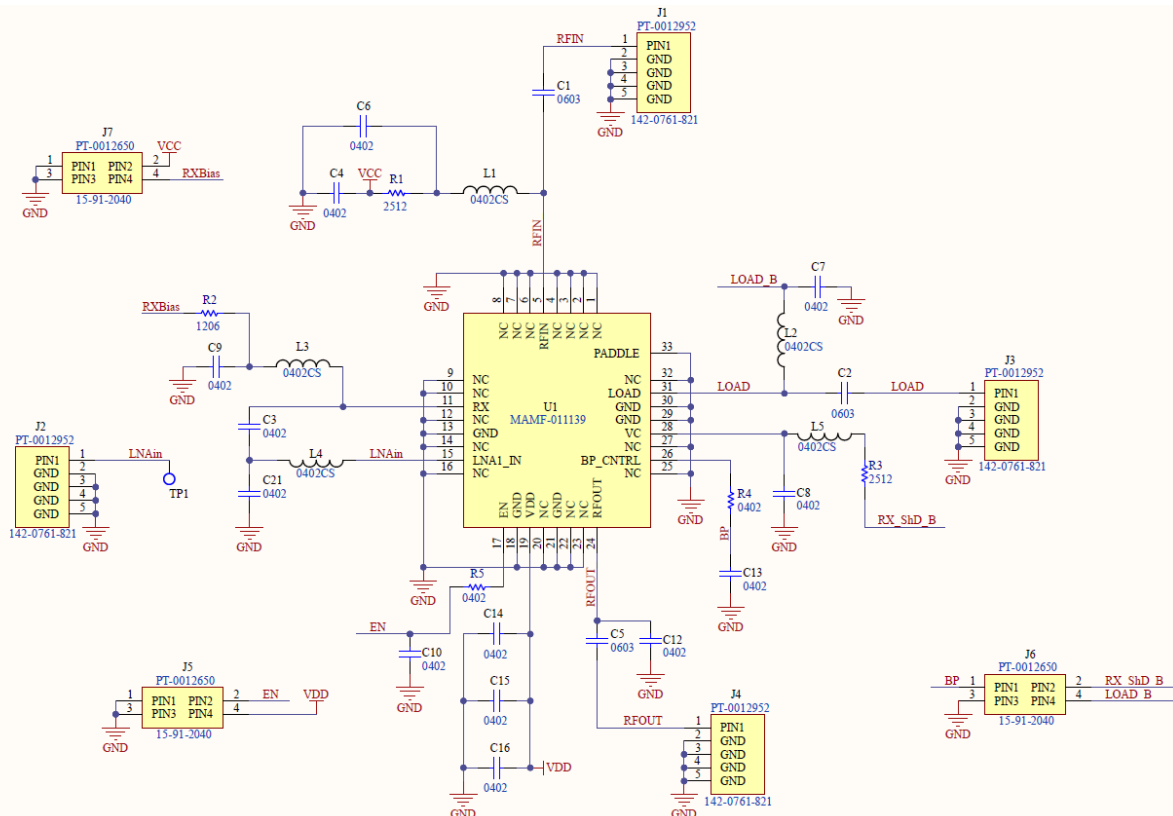 J1
PT-0012952
RFIN
1 PIN1
2 GND
3 GND
4 GND
5 GND
GND
142-0761-821
C1
0603
C6
0402
J7
PT-0012650
VCC
1 PIN1 PIN2 2
3 PIN3 PIN4 4
RXBias
15-91-2040
GND
C4
0402
VCC
R1
2512
L1
0402CS
GND
RFIN
GND
8 7 6 5 4 3 2 1
NC NC NC RFIN NC NC NC NC
RXBias
R2
1206
C9
0402
GND
L3
0402CS
C3
0402
L4
0402CS
LNAin
C21
0402
GND
J2
PT-0012952
PIN1 1
GND 2
GND 3
GND 4
GND 5
LNAin
TP1
142-0761-821
GND
9 NC
10 NC
11 RX
12 NC
13 GND
14 NC
15 LNA1_IN
16 NC
U1
MAMF-011139
PADDLE 33
NC 32
LOAD 31
GND 30
GND 29
VC 28
NC 27
BP_CNTRL 26
NC 25
EN GND VDD NC GND NC NC RFOUT
17 18 19 20 21 22 23 24
GND
GND
LOAD_B
C7
0402
GND
L2
0402CS
LOAD
C2
0603
LOAD
J3
PT-0012952
1 PIN1
2 GND
3 GND
4 GND
5 GND
GND
142-0761-821
L5
0402CS
R3
2512
RX_ShD_B
C8
0402
GND
R4
0402
BP
C13
0402
GND
R5
0402
EN
C10
0402
GND
C14
0402
C15
0402
C16
0402
VDD
GND
RFOUT
C5
0603
C12
0402
GND
J4
PT-0012952
RFOUT
1 PIN1
2 GND
3 GND
4 GND
5 GND
GND
142-0761-821
J5
PT-0012650
1 PIN1 PIN2 2
3 PIN3 PIN4 4
EN
VDD
15-91-2040
GND
J6
PT-0012650
BP
1 PIN1 PIN2 2
3 PIN3 PIN4 4
RX_ShD_B
LOAD_B
15-91-2040
GND